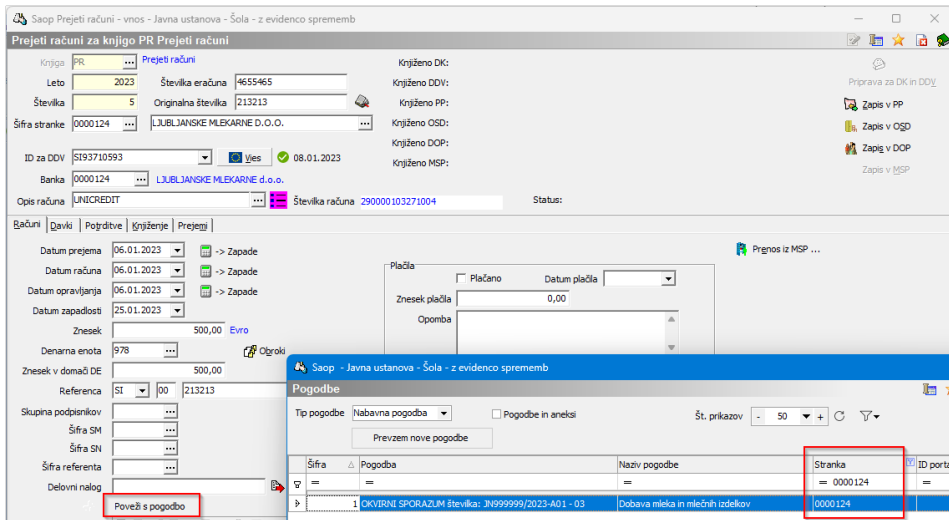 Saop Prejeti računi - vnos - Javna ustanova - Šola - z evidenco sprememb
Prejeti računi za knjigo PR Prejeti računi
Knjiga PR ... Prejeti računi Knjiženo DK:
Leto 2023 Številka eračuna 4655465 Knjiženo DDV: Priprava za DK in DDV
Številka 5 Originalna številka 213213 Knjiženo PP: Zapis v PP
Šifra stranke 0000124 ... LJUBLJANSKE MLEKARNE D.O.O. ... Knjiženo OSD: Zapis v OSD
Knjiženo DOP: Zapis v DOP
ID za DDV SI93710593 Vies 08.01.2023 Knjiženo MSP: Zapis v MSP
Banka 0000124 ... LJUBLJANSKE MLEKARNE d.o.o.
Opis računa UNICREDIT ... Številka računa 290000103271004 Status:
Računi Davki Potrditve Knjiženje Prejemi
Datum prejema 06.01.2023 -> Zapade Prenos iz MSP ...
Datum računa 06.01.2023 -> Zapade Plačila
Plačano Datum plačila
Datum opravljanja 06.01.2023 -> Zapade
Znesek plačila 0,00
Datum zapadlosti 25.01.2023
Opomba
Znesek 500,00 Evro
Denarna enota 978 ... Obroki
Znesek v domači DE 500,00
Referenca SI 00 213213
Skupina podpisnikov ...
Šifra SM ...
Šifra SN ...
Šifra referenta ...
Delovni nalog
Poveži s pogodbo
Saop - Javna ustanova - Šola - z evidenco sprememb
Pogodbe
Tip pogodbe Nabavna pogodba Pogodbe in aneksi Št. prikazov - 50 +
Prevzem nove pogodbe
Šifra Pogodba Naziv pogodbe Stranka ID porta
= = = = 0000124 =
1 OKVIRNI SPORAZUM številka: JN999999/2023-A01 - 03 Dobava mleka in mlečnih izdelkov 0000124